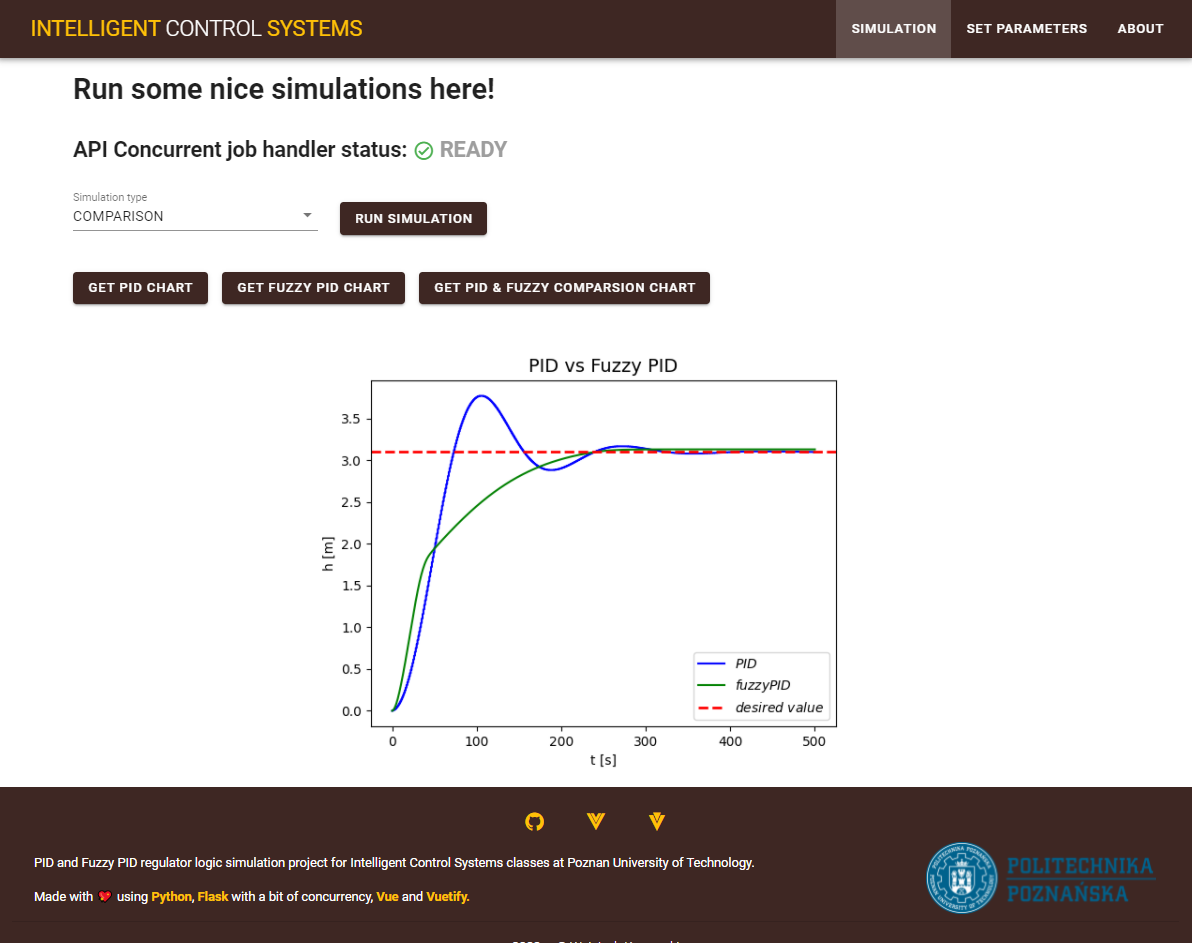 INTELLIGENT CONTROL SYSTEMS
SIMULATION
SET PARAMETERS
ABOUT
Run some nice simulations here!
API Concurrent job handler status: READY
Simulation type
COMPARISON
RUN SIMULATION
GET PID CHART
GET FUZZY PID CHART
GET PID & FUZZY COMPARSION CHART
PID vs Fuzzy PID
3.5
3.0
2.5
2.0
1.5
1.0
0.5
0.0
h [m]
PID
fuzzyPID
desired value
0 100 200 300 400 500
t [s]
PID and Fuzzy PID regulator logic simulation project for Intelligent Control Systems classes at Poznan University of Technology.
Made with using Python, Flask with a bit of concurrency, Vue and Vuetify.
POLITECHNIKA
POZNAŃSKA